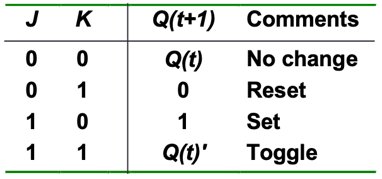 J K Q(t+1) Comments
0 0 Q(t) No change
0 1 0 Reset
1 0 1 Set
1 1 Q(t)' Toggle